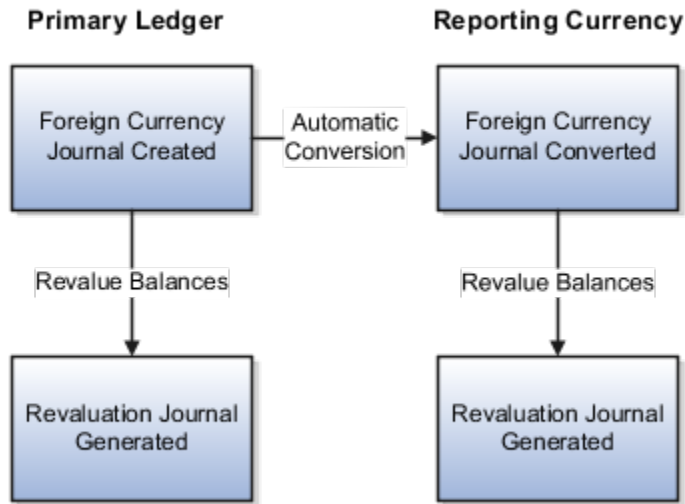 Primary Ledger
Reporting Currency
Foreign Currency
Journal Created
Automatic
Conversion
Foreign Currency
Journal Converted
Revalue Balances
Revalue Balances
Revaluation Journal
Generated
Revaluation Journal
Generated